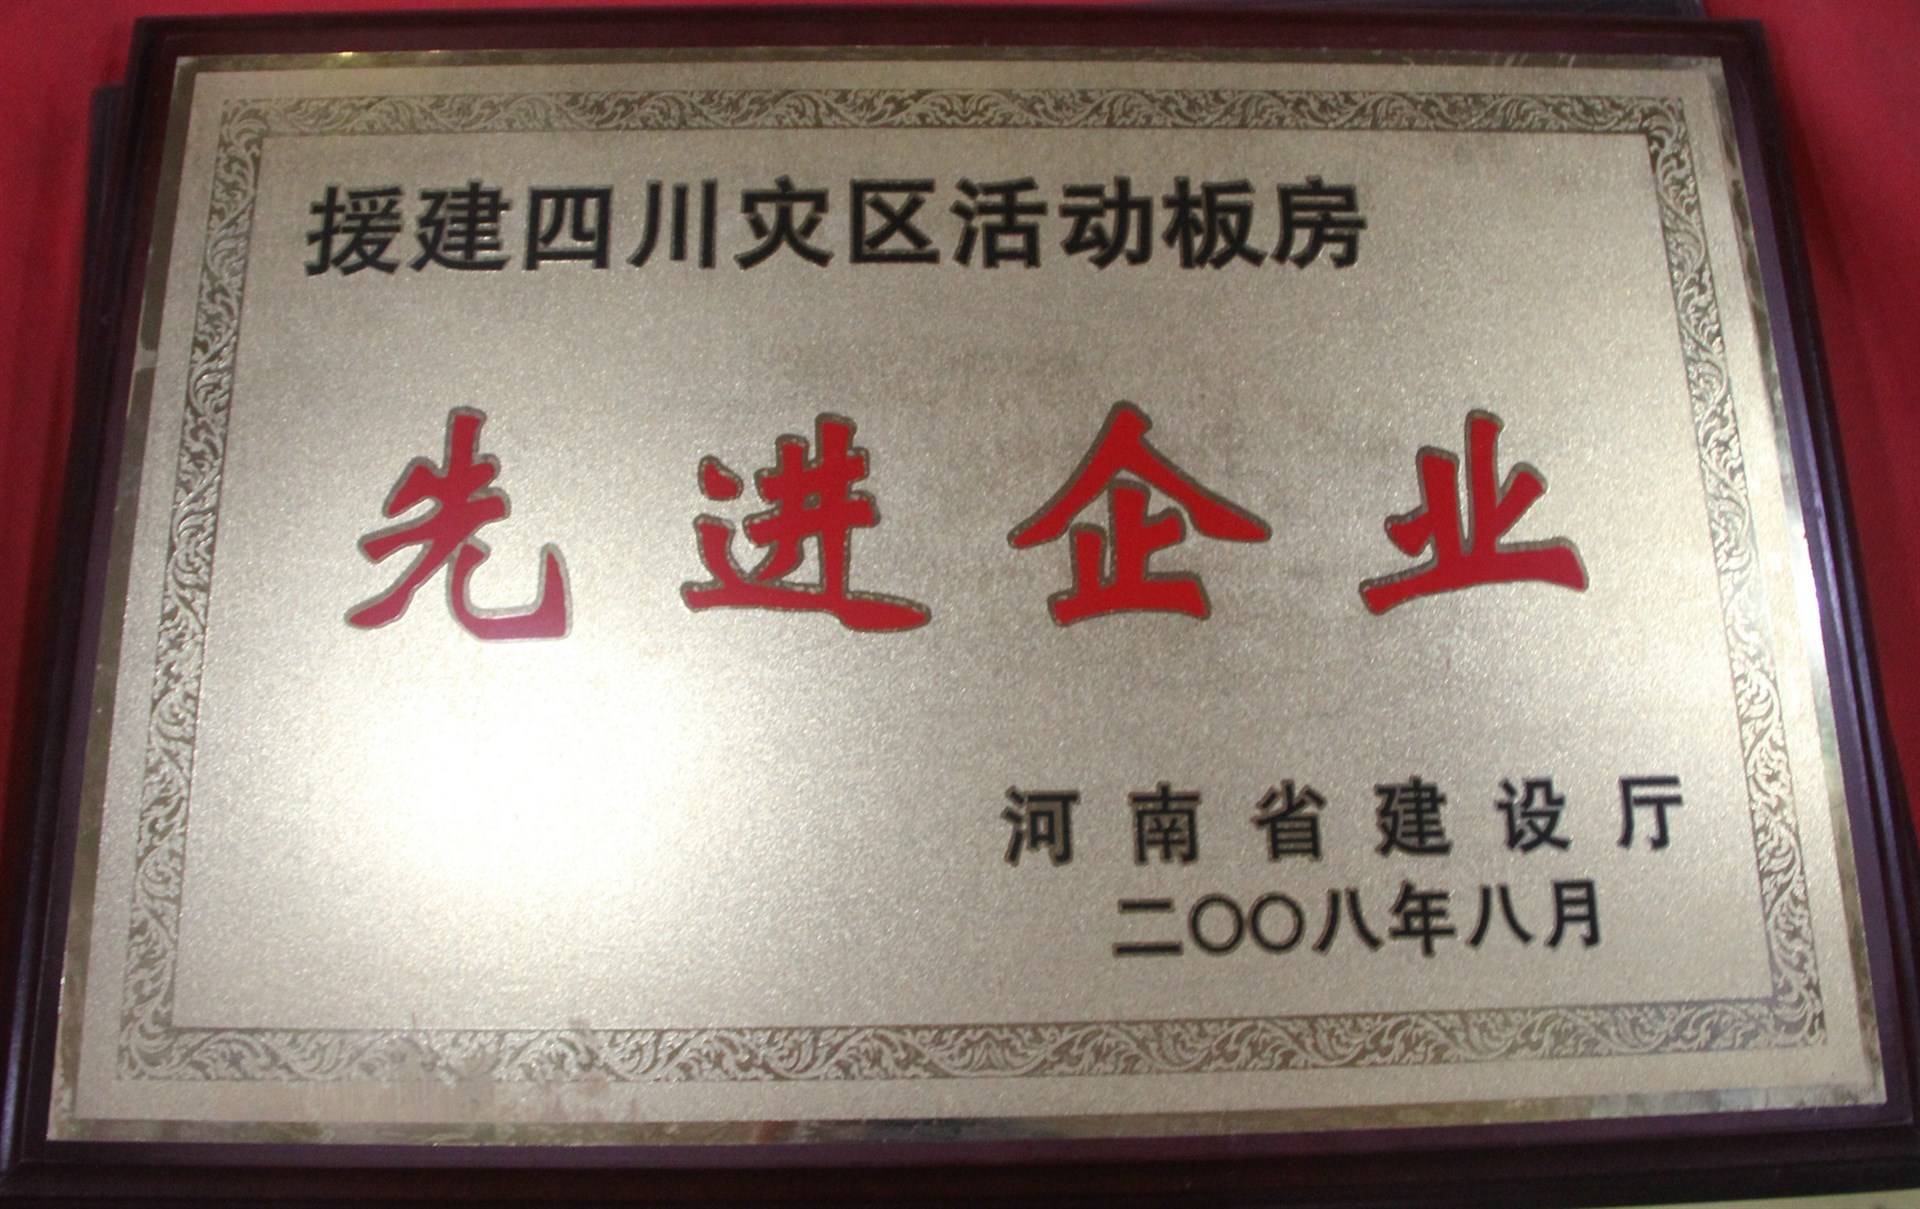 援建四川灾区活动板房
先进企业
河南省建设厅
二〇〇八年八月